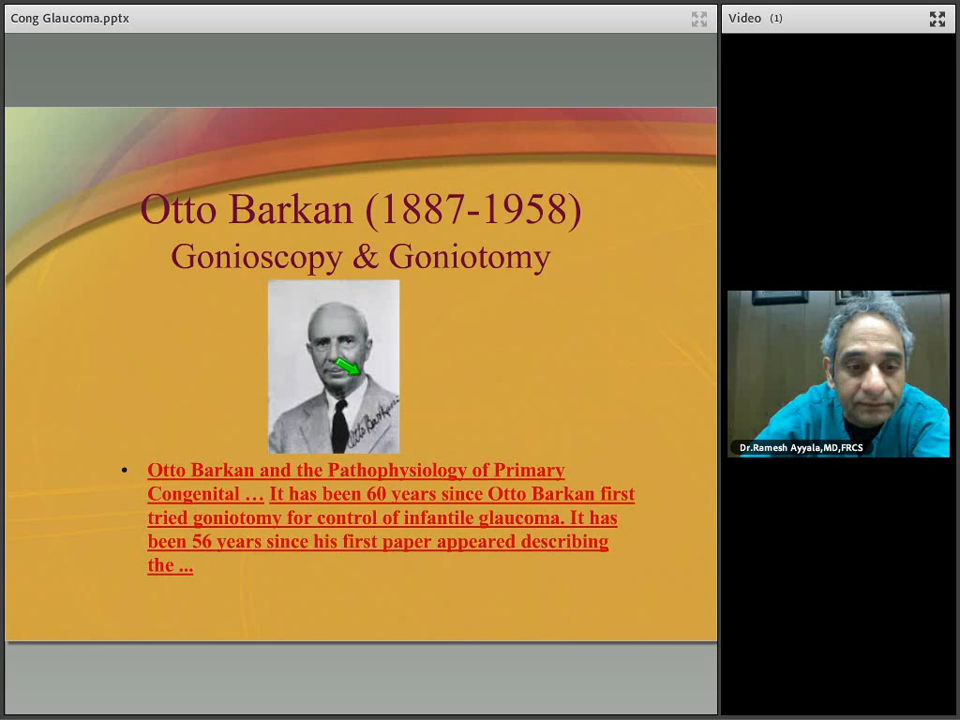 Cong Glaucoma.pptx
Video (1)
Otto Barkan (1887-1958)
Gonioscopy & Goniotomy
Otto Barkan
• Otto Barkan and the Pathophysiology of Primary
Congenital … It has been 60 years since Otto Barkan first
tried goniotomy for control of infantile glaucoma. It has
been 56 years since his first paper appeared describing
the ...
Dr.Ramesh Ayyala,MD,FRCS